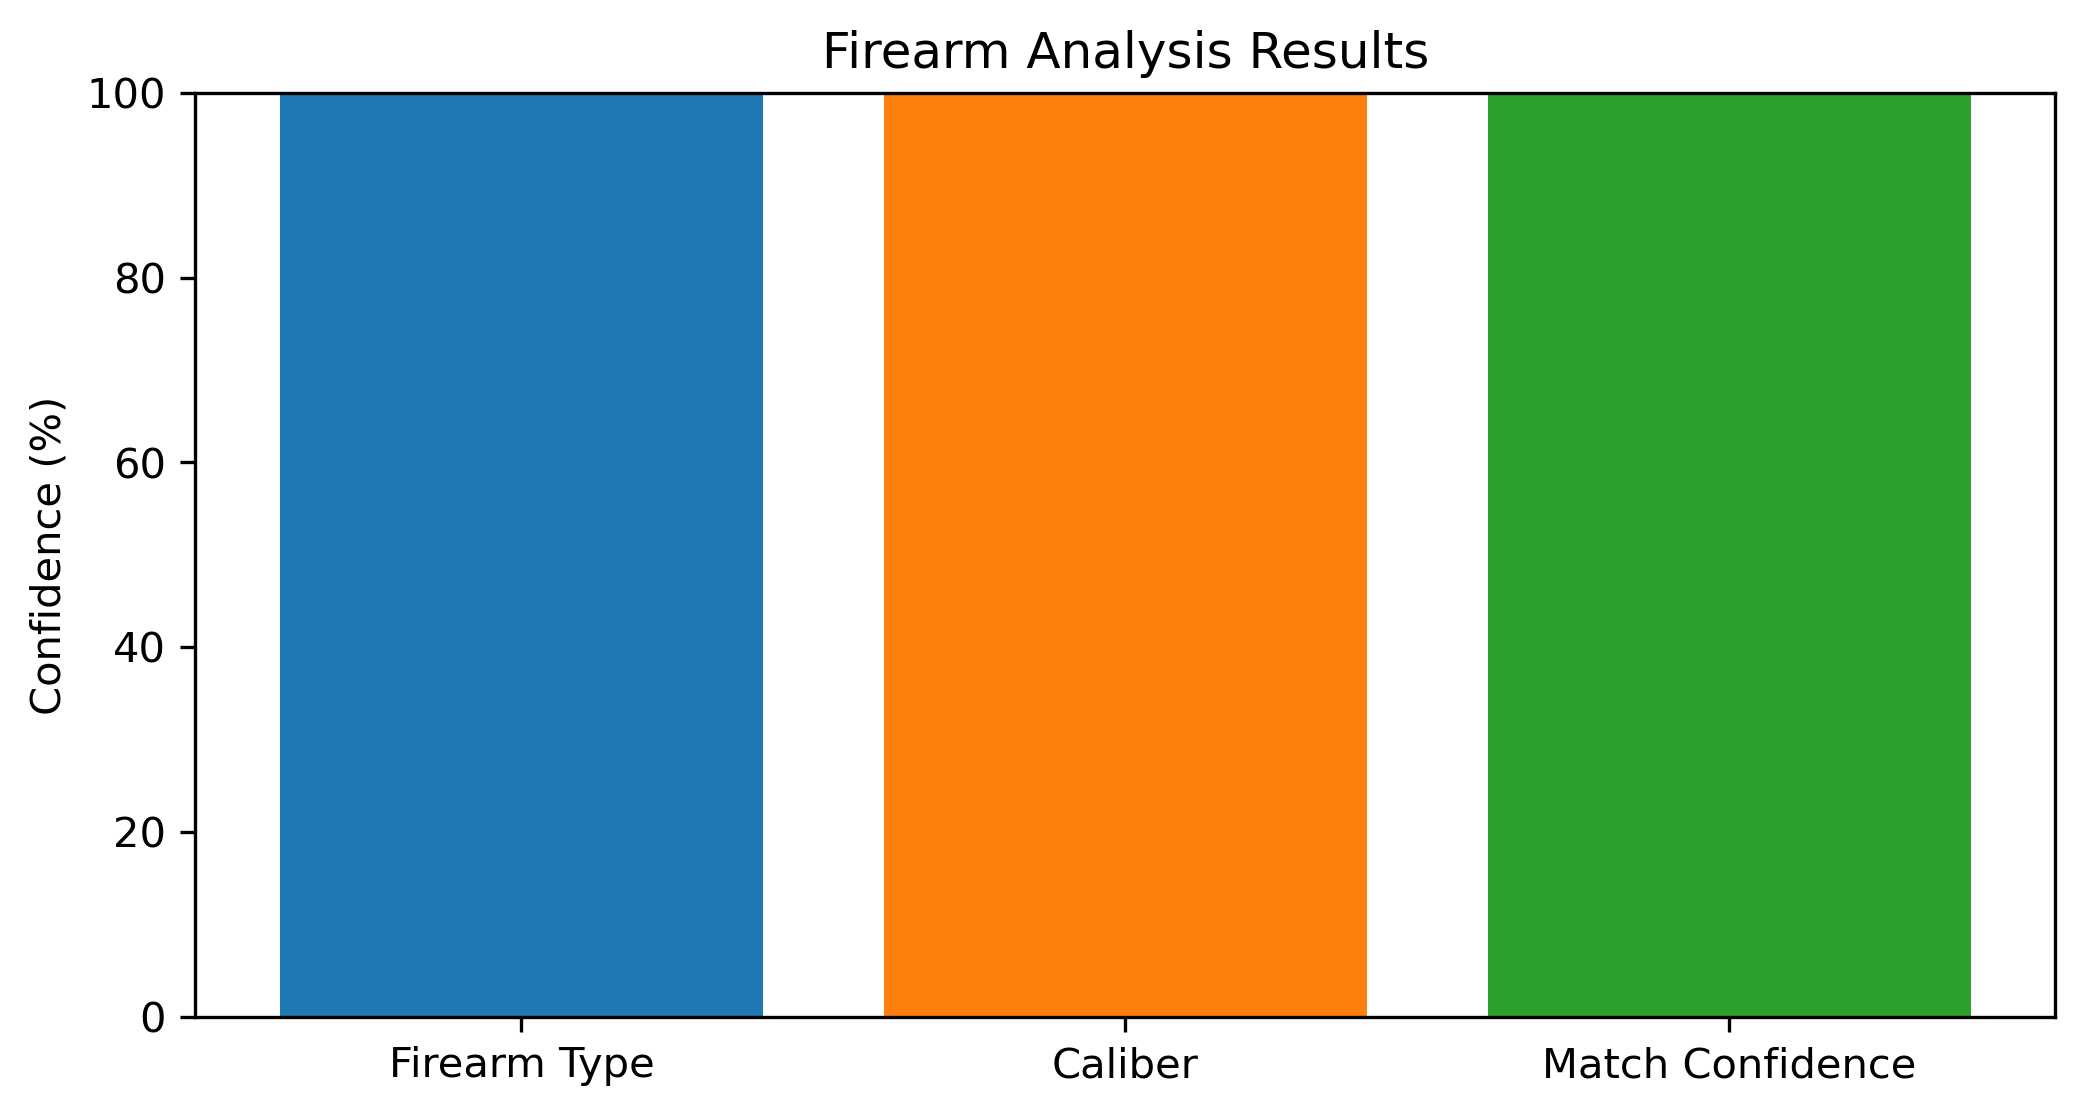 Firearm Analysis Results
Confidence (%)
100
80
60
40
20
0
Firearm Type
Caliber
Match Confidence